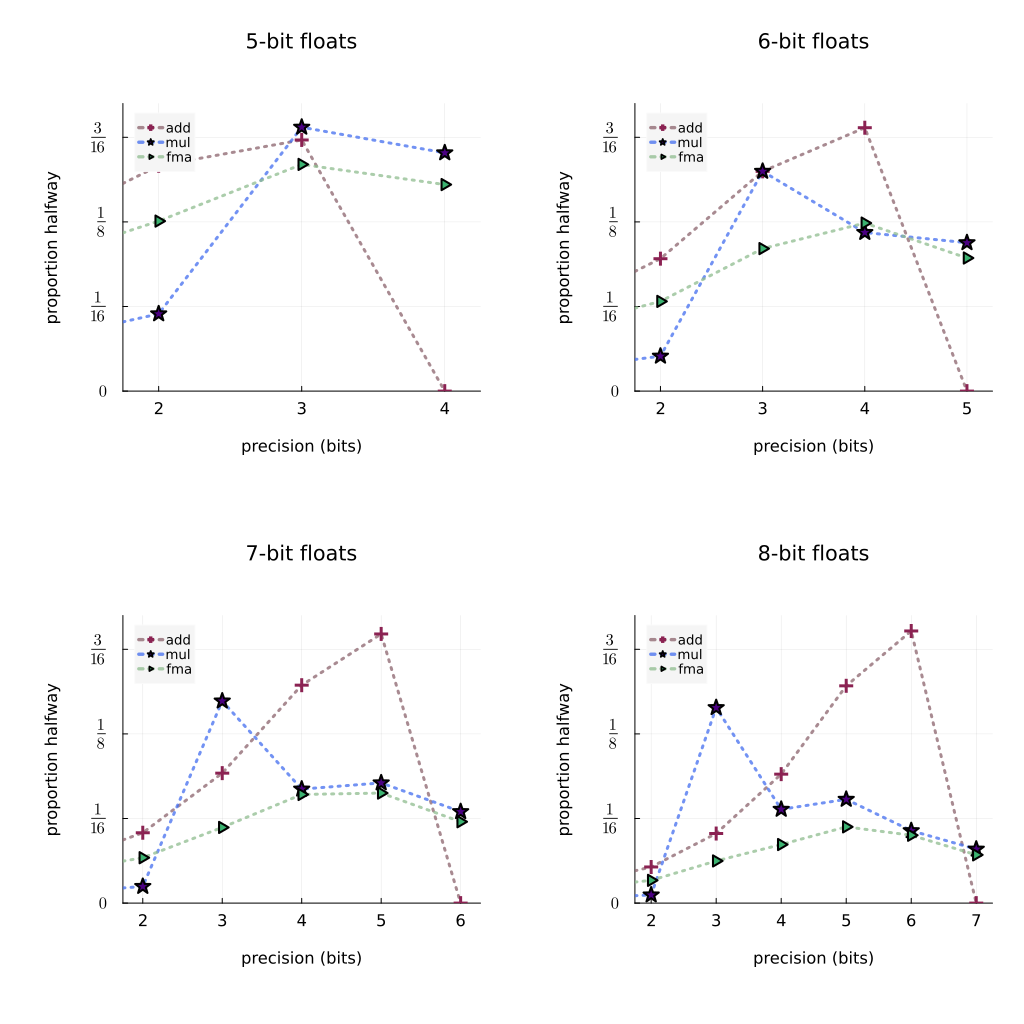 5-bit floats
add
mul
fma
proportion halfway
3/16
1/8
1/16
0
2 3 4
precision (bits)
6-bit floats
add
mul
fma
proportion halfway
3/16
1/8
1/16
0
2 3 4 5
precision (bits)
7-bit floats
add
mul
fma
proportion halfway
3/16
1/8
1/16
0
2 3 4 5 6
precision (bits)
8-bit floats
add
mul
fma
proportion halfway
3/16
1/8
1/16
0
2 3 4 5 6 7
precision (bits)